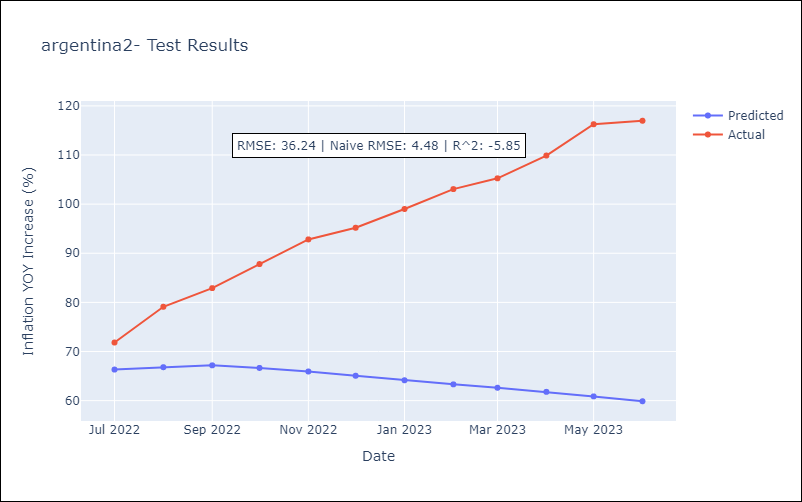 argentina2- Test Results
120
110
100
90
80
70
60
Inflation YOY Increase (%)
RMSE: 36.24 | Naive RMSE: 4.48 | R^2: -5.85
Predicted
Actual
Jul 2022 Sep 2022 Nov 2022 Jan 2023 Mar 2023 May 2023
Date